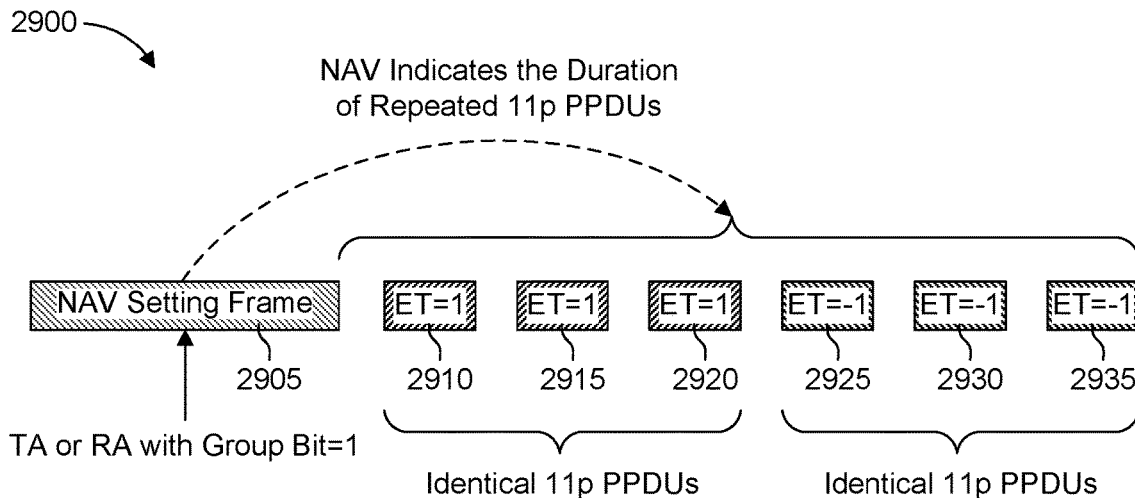 2900
NAV Indicates the Duration
of Repeated 11p PPDUs
NAV Setting Frame
ET=1
ET=1
ET=1
ET=-1
ET=-1
ET=-1
2905
2910
2915
2920
2925
2930
2935
TA or RA with Group Bit=1
Identical 11p PPDUs
Identical 11p PPDUs